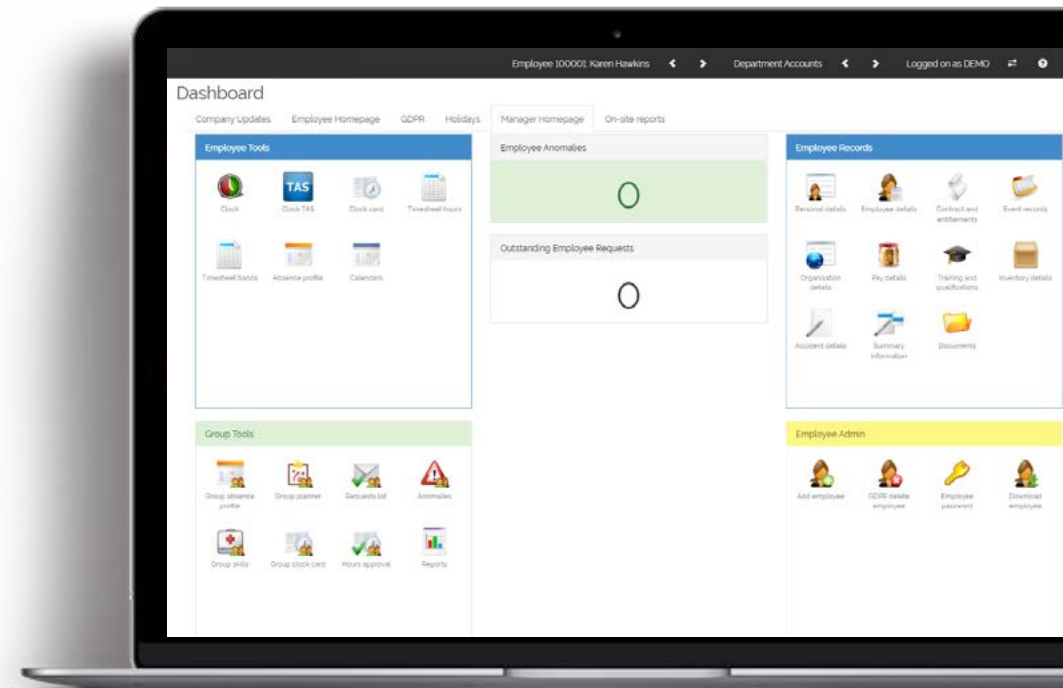 Employee 100001: Karen Hawkins
Department Accounts
Logged on as DEMO
Dashboard
Company Updates
Employee Homepage
GDPR
Holidays
Manager Homepage
On-site reports
Employee Tools
Clock
TAS
Clock TAS
Clock card
Timesheet hours
Timesheet bands
Absence profile
Calendars
Employee Anomalies
0
Outstanding Employee Requests
0
Employee Records
Personal details
Employee details
Contract and
entitlements
Event records
Organisation
details
Pay details
Training and
qualifications
Inventory details
Accident details
Summary
information
Documents
Group Tools
Group absence
profile
Group planner
Requests list
Anomalies
Group skills
Group clock card
Hours approval
Reports
Employee Admin
Add employee
GDPR delete
employee
Employee
password
Download
employee